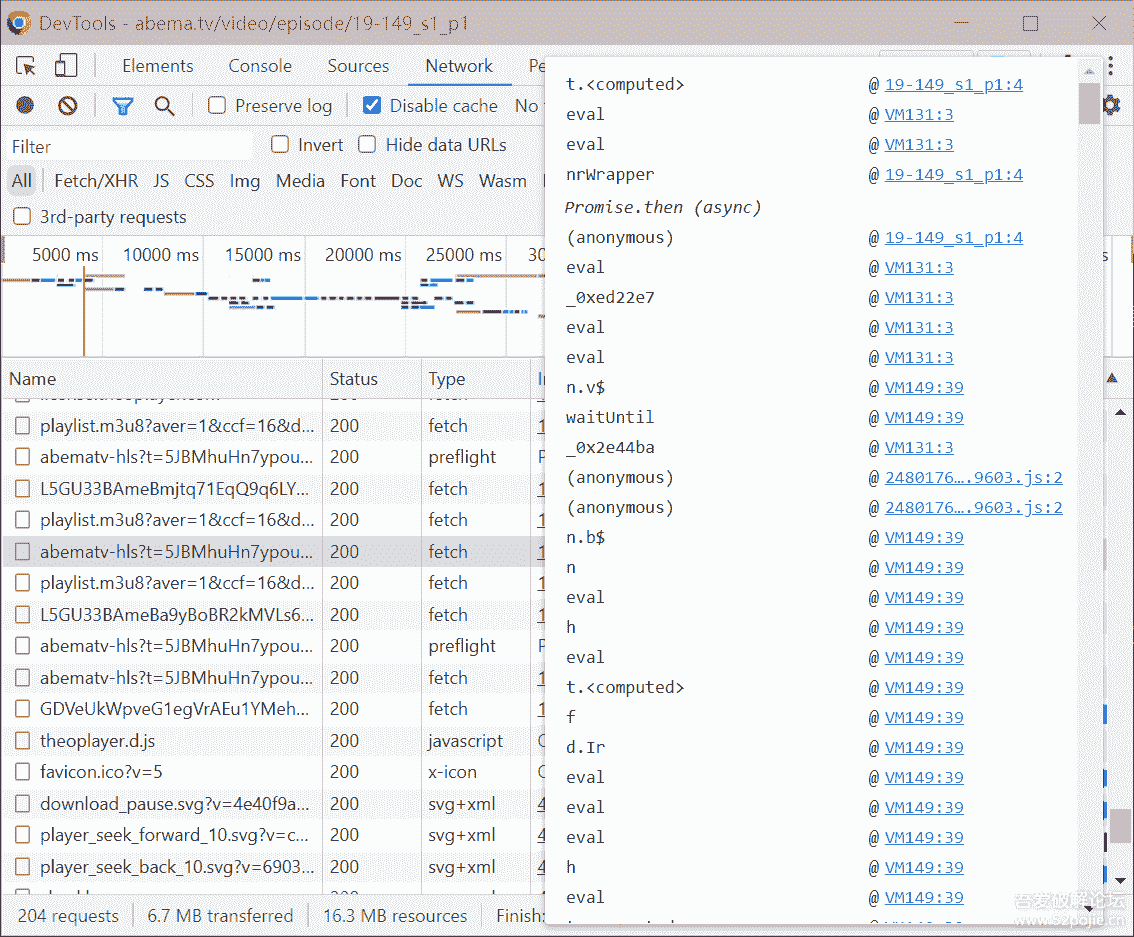 DevTools - abema.tv/video/episode/19-149_s1_p1
Elements Console Sources Network Pe
Preserve log Disable cache No
Filter Invert Hide data URLs
All Fetch/XHR JS CSS Img Media Font Doc WS Wasm
3rd-party requests
5000 ms 10000 ms 15000 ms 20000 ms 25000 ms 30
Name Status Type
playlist.m3u8?aver=1&ccf=16&d... 200 fetch
abematv-hls?t=5JBMhuHn7ypou... 200 preflight
L5GU33BAmeBmjtq71EqQ9q6LY... 200 fetch
playlist.m3u8?aver=1&ccf=16&d... 200 fetch
abematv-hls?t=5JBMhuHn7ypou... 200 fetch
playlist.m3u8?aver=1&ccf=16&d... 200 fetch
L5GU33BAmeBa9yBoBR2kMVLs6... 200 fetch
abematv-hls?t=5JBMhuHn7ypou... 200 preflight
abematv-hls?t=5JBMhuHn7ypou... 200 fetch
GDVeUkWpveG1egVrAEu1YMeh... 200 fetch
theoplayer.d.js 200 javascript
favicon.ico?v=5 200 x-icon
download_pause.svg?v=4e40f9a... 200 svg+xml
player_seek_forward_10.svg?v=c... 200 svg+xml
player_seek_back_10.svg?v=6903... 200 svg+xml
204 requests 6.7 MB transferred 16.3 MB resources Finish:
t.<computed> @ 19-149_s1_p1:4
eval @ VM131:3
eval @ VM131:3
nrWrapper @ 19-149_s1_p1:4
Promise.then (async)
(anonymous) @ 19-149_s1_p1:4
eval @ VM131:3
_0xed22e7 @ VM131:3
eval @ VM131:3
eval @ VM131:3
n.v$ @ VM149:39
waitUntil @ VM149:39
_0x2e44ba @ VM131:3
(anonymous) @ 2480176….9603.js:2
(anonymous) @ 2480176….9603.js:2
n.b$ @ VM149:39
n @ VM149:39
eval @ VM149:39
h @ VM149:39
eval @ VM149:39
t.<computed> @ VM149:39
f @ VM149:39
d.Ir @ VM149:39
eval @ VM149:39
eval @ VM149:39
eval @ VM149:39
h @ VM149:39
eval @ VM149:39
吾爱破解论坛
www.52pojie.cn